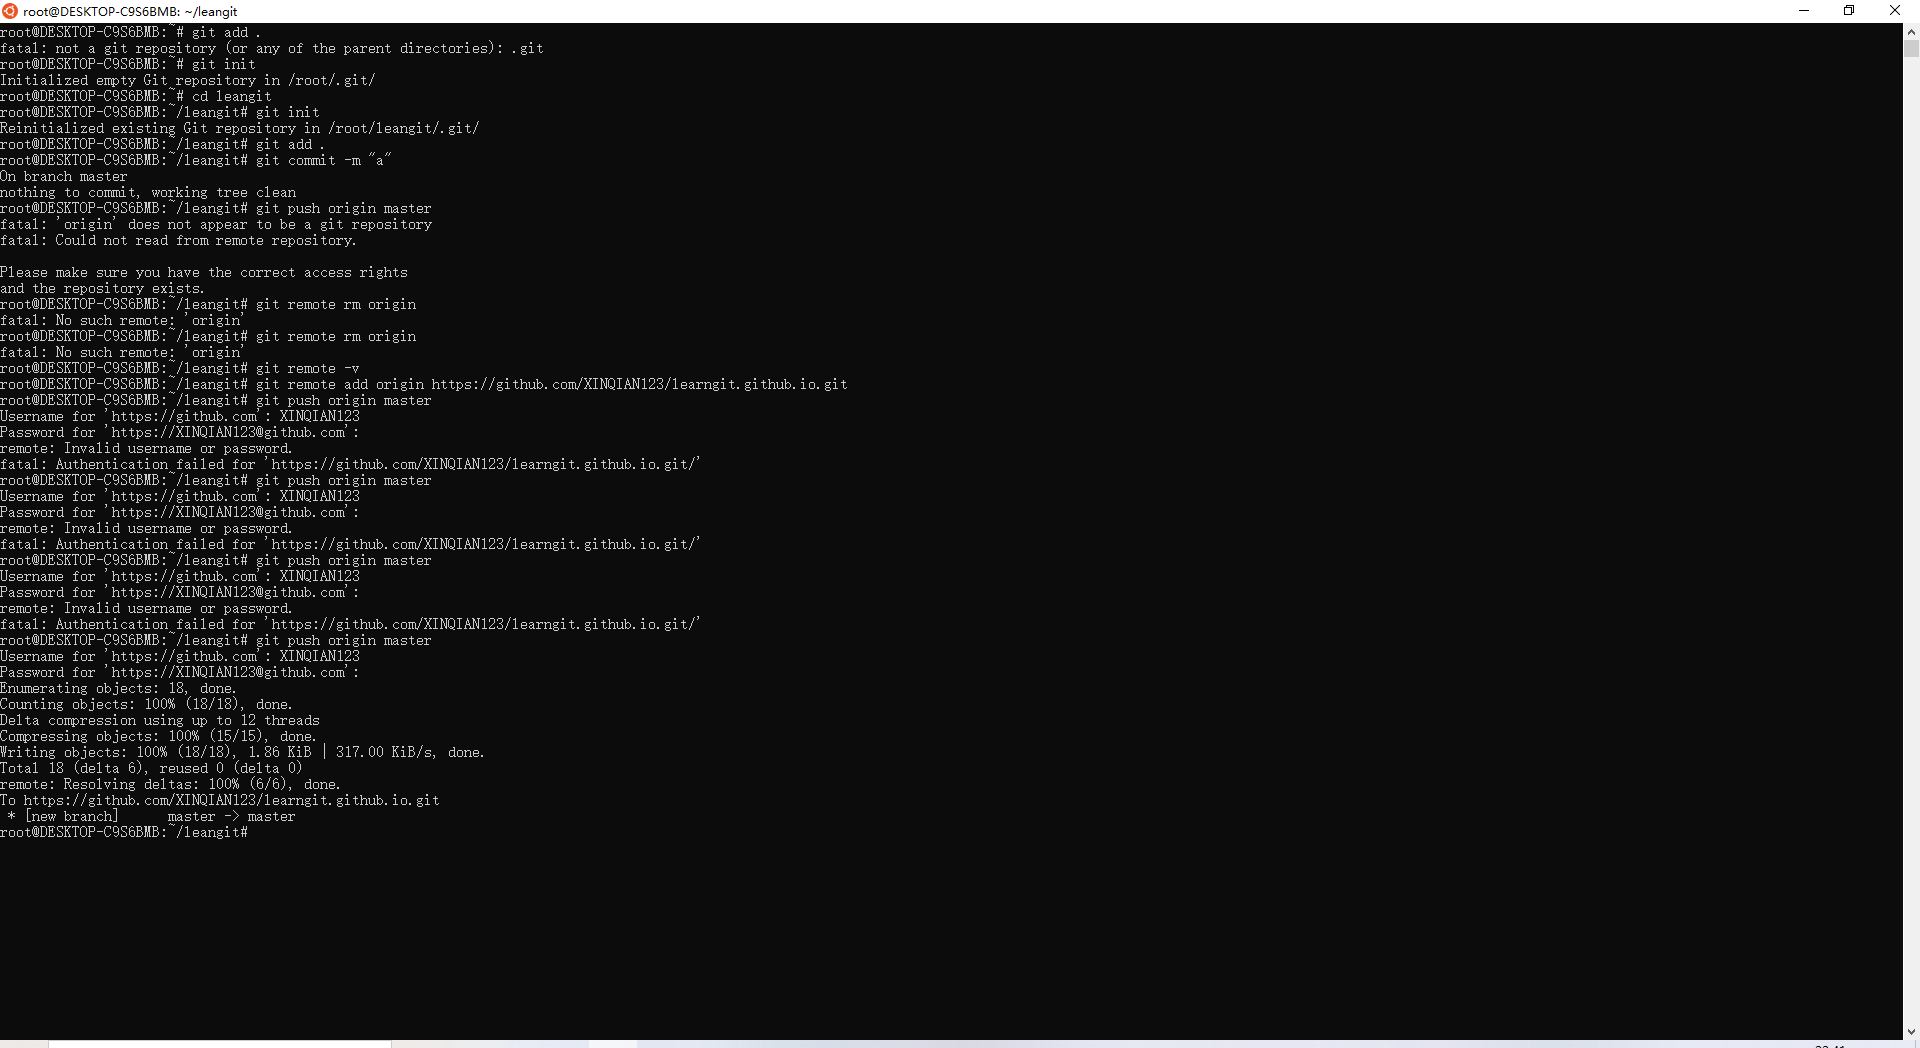 root@DESKTOP-C9S6BMB: ~/leangit
root@DESKTOP-C9S6BMB:~# git add .
fatal: not a git repository (or any of the parent directories): .git
root@DESKTOP-C9S6BMB:~# git init
Initialized empty Git repository in /root/.git/
root@DESKTOP-C9S6BMB:~# cd leangit
root@DESKTOP-C9S6BMB:~/leangit# git init
Reinitialized existing Git repository in /root/leangit/.git/
root@DESKTOP-C9S6BMB:~/leangit# git add .
root@DESKTOP-C9S6BMB:~/leangit# git commit -m "a"
On branch master
nothing to commit, working tree clean
root@DESKTOP-C9S6BMB:~/leangit# git push origin master
fatal: 'origin' does not appear to be a git repository
fatal: Could not read from remote repository.
Please make sure you have the correct access rights
and the repository exists.
root@DESKTOP-C9S6BMB:~/leangit# git remote rm origin
fatal: No such remote: 'origin'
root@DESKTOP-C9S6BMB:~/leangit# git remote rm origin
fatal: No such remote: 'origin'
root@DESKTOP-C9S6BMB:~/leangit# git remote -v
root@DESKTOP-C9S6BMB:~/leangit# git remote add origin https://github.com/XINQIAN123/learngit.github.io.git
root@DESKTOP-C9S6BMB:~/leangit# git push origin master
Username for 'https://github.com': XINQIAN123
Password for 'https://XINQIAN123@github.com':
remote: Invalid username or password.
fatal: Authentication failed for 'https://github.com/XINQIAN123/learngit.github.io.git/'
root@DESKTOP-C9S6BMB:~/leangit# git push origin master
Username for 'https://github.com': XINQIAN123
Password for 'https://XINQIAN123@github.com':
remote: Invalid username or password.
fatal: Authentication failed for 'https://github.com/XINQIAN123/learngit.github.io.git/'
root@DESKTOP-C9S6BMB:~/leangit# git push origin master
Username for 'https://github.com': XINQIAN123
Password for 'https://XINQIAN123@github.com':
remote: Invalid username or password.
fatal: Authentication failed for 'https://github.com/XINQIAN123/learngit.github.io.git/'
root@DESKTOP-C9S6BMB:~/leangit# git push origin master
Username for 'https://github.com': XINQIAN123
Password for 'https://XINQIAN123@github.com':
Enumerating objects: 18, done.
Counting objects: 100% (18/18), done.
Delta compression using up to 12 threads
Compressing objects: 100% (15/15), done.
Writing objects: 100% (18/18), 1.86 KiB | 317.00 KiB/s, done.
Total 18 (delta 6), reused 0 (delta 0)
remote: Resolving deltas: 100% (6/6), done.
To https://github.com/XINQIAN123/learngit.github.io.git
 * [new branch]      master -> master
root@DESKTOP-C9S6BMB:~/leangit#